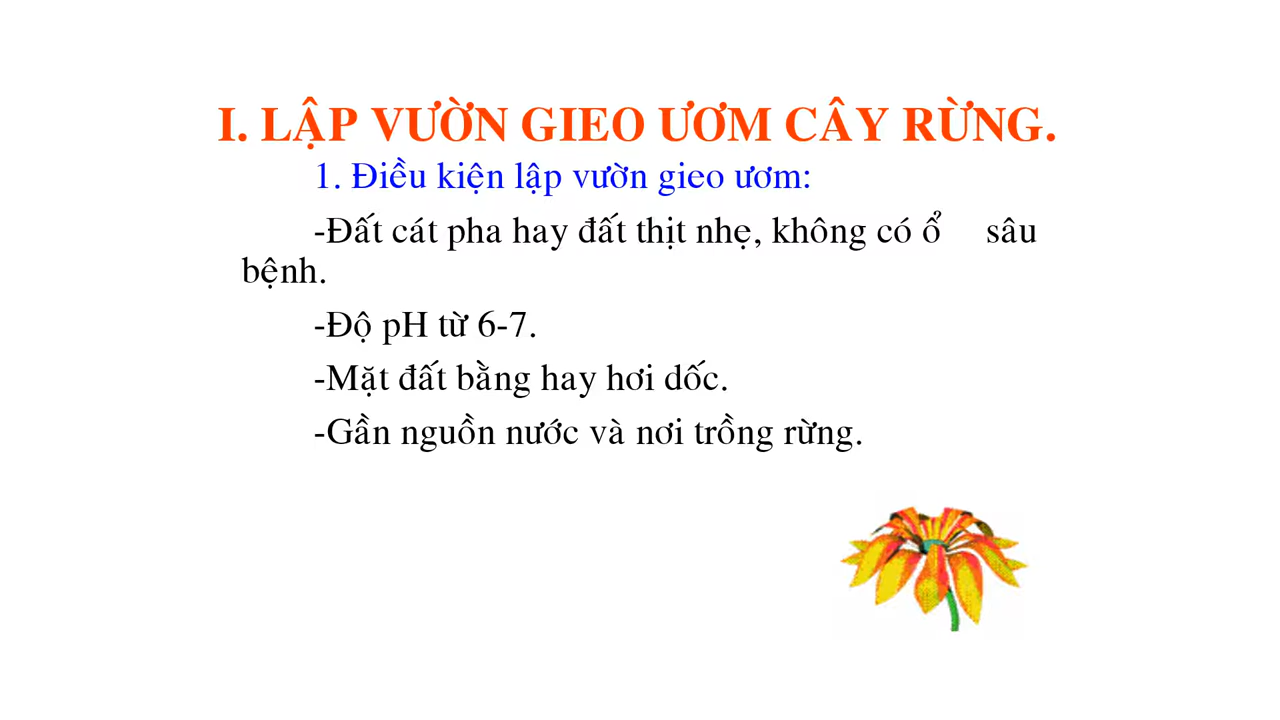 I. LẬP VƯỜN GIEO ƯƠM CÂY RỪNG.
1. Điều kiện lập vườn gieo ươm:
-Đất cát pha hay đất thịt nhẹ, không có ổ sâu
bệnh.
-Độ pH từ 6-7.
-Mặt đất bằng hay hơi dốc.
-Gần nguồn nước và nơi trồng rừng.